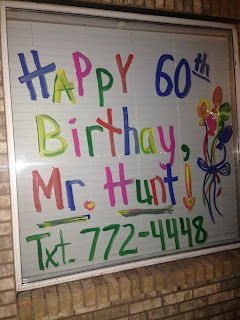 Happy 60th
Birthay,
Mr. Hunt!
Txt. 772-4448